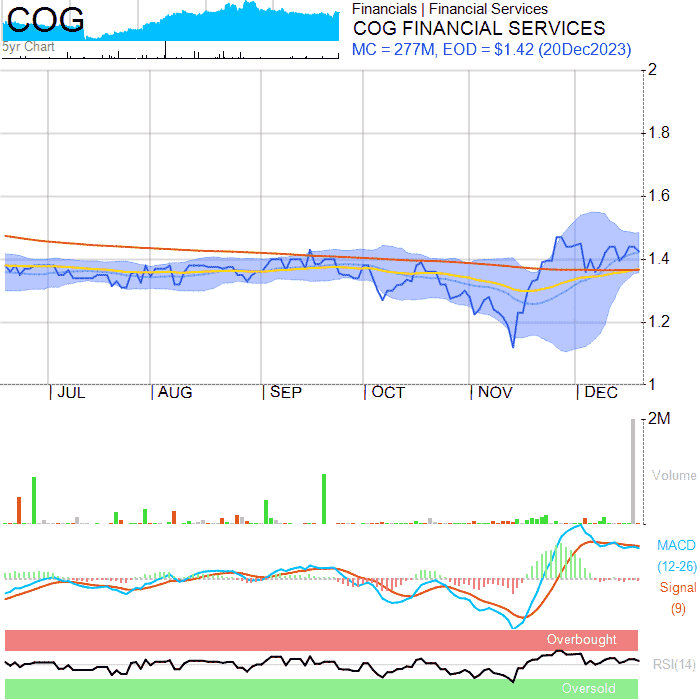 COG
5yr Chart
Financials | Financial Services
COG FINANCIAL SERVICES
MC = 277M, EOD = $1.42 (20Dec2023)
2
1.8
1.6
1.4
1.2
1
| JUL | AUG | SEP | OCT | NOV | DEC
2M
Volume
MACD
(12-26)
Signal
(9)
Overbought
RSI(14)
Oversold